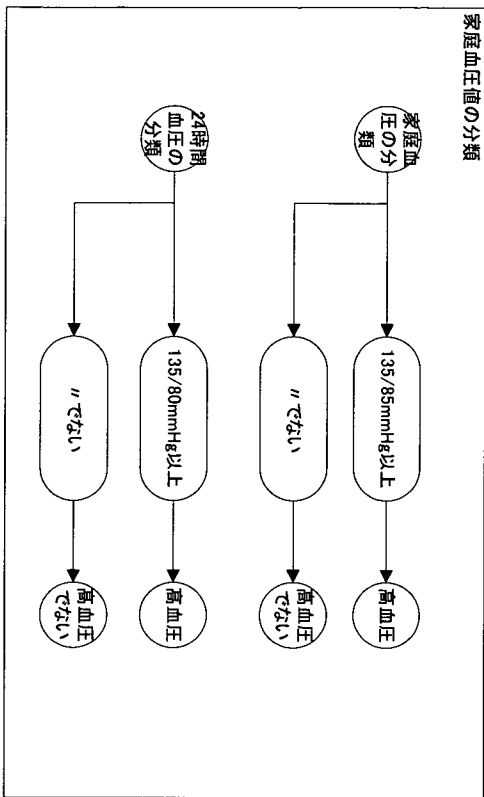 家庭血圧値の分類
家庭血
圧の分
類
135/85mmHg以上
高血圧
〃でない
高血圧
でない
24時間
血圧の
分類
135/80mmHg以上
高血圧
〃でない
高血圧
でない